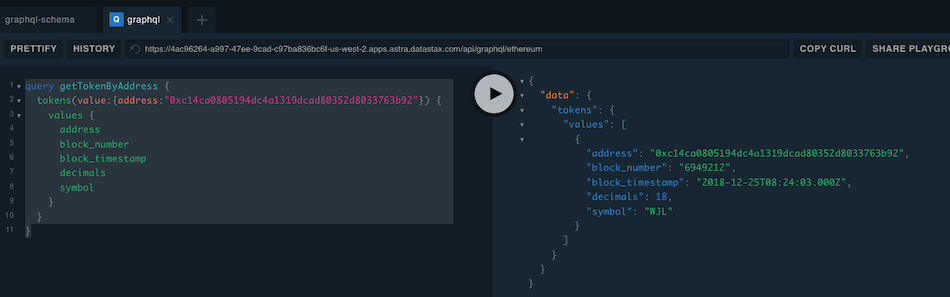 graphql-schema
Q graphql ✕ +
PRETTIFY HISTORY https://4ac96264-a997-47ee-9cad-c97ba836bc6f-us-west-2.apps.astra.datastax.com/api/graphql/ethereum COPY CURL SHARE PLAYGRO
1 query getTokenByAddress {
2 tokens(value:{address:"0xc14ca0805194dc4a1319dcad80352d8033763b92"}) {
3 values {
4 address
5 block_number
6 block_timestamp
7 decimals
8 symbol
9 }
10 }
11 }
{
"data": {
"tokens": {
"values": [
{
"address": "0xc14ca0805194dc4a1319dcad80352d8033763b92",
"block_number": "6949212",
"block_timestamp": "2018-12-25T08:24:03.000Z",
"decimals": 18,
"symbol": "WJL"
}
]
}
}
}